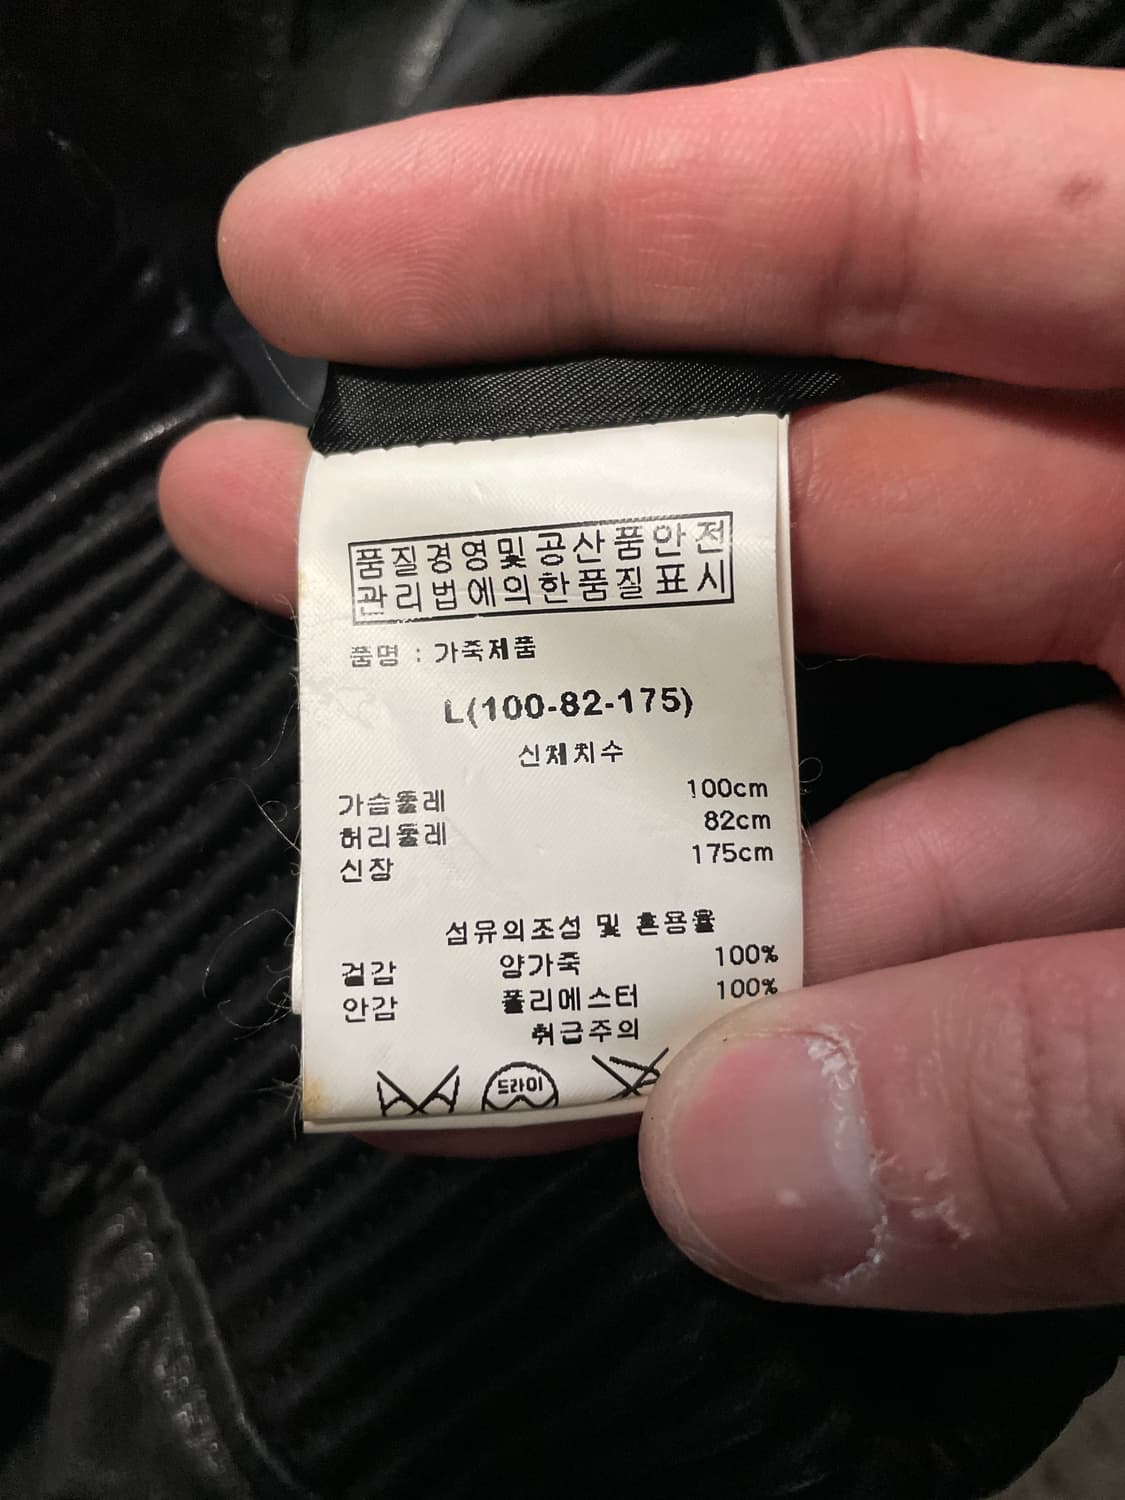 품질경영및공산품안전
관리법에의한품질표시
품명 : 가죽제품
L(100-82-175)
신체치수
가슴둘레 100cm
허리둘레 82cm
신장 175cm
섬유의조성 및 혼용율
겉감 양가죽 100%
안감 폴리에스터 100%
취급주의
드라이